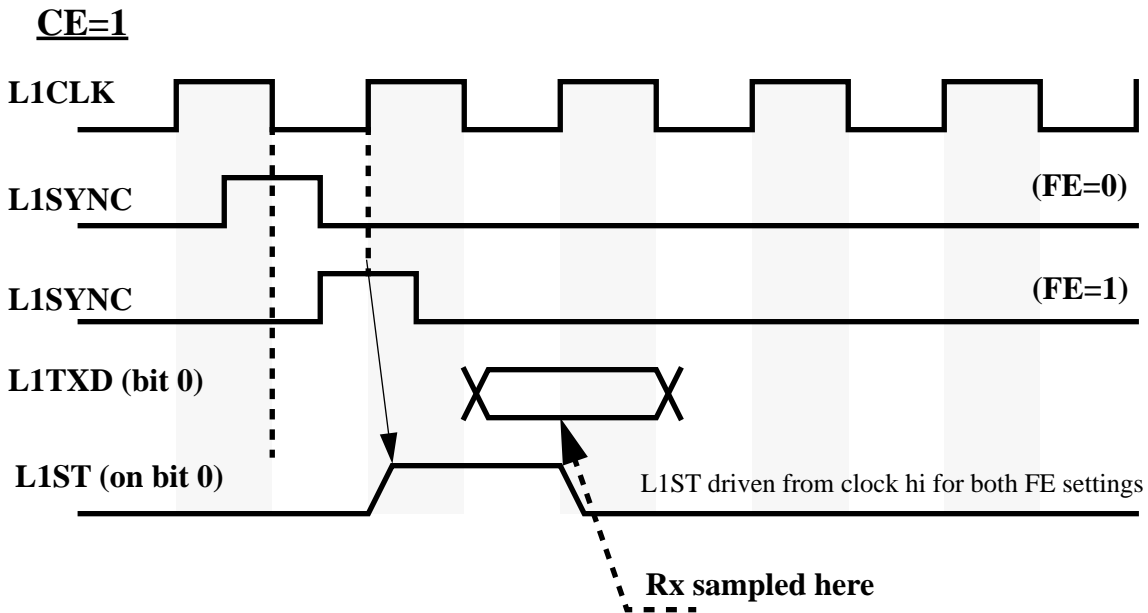 CE=1
L1CLK
L1SYNC
(FE=0)
L1SYNC
(FE=1)
L1TXD (bit 0)
L1ST (on bit 0)
L1ST driven from clock hi for both FE settings
Rx sampled here